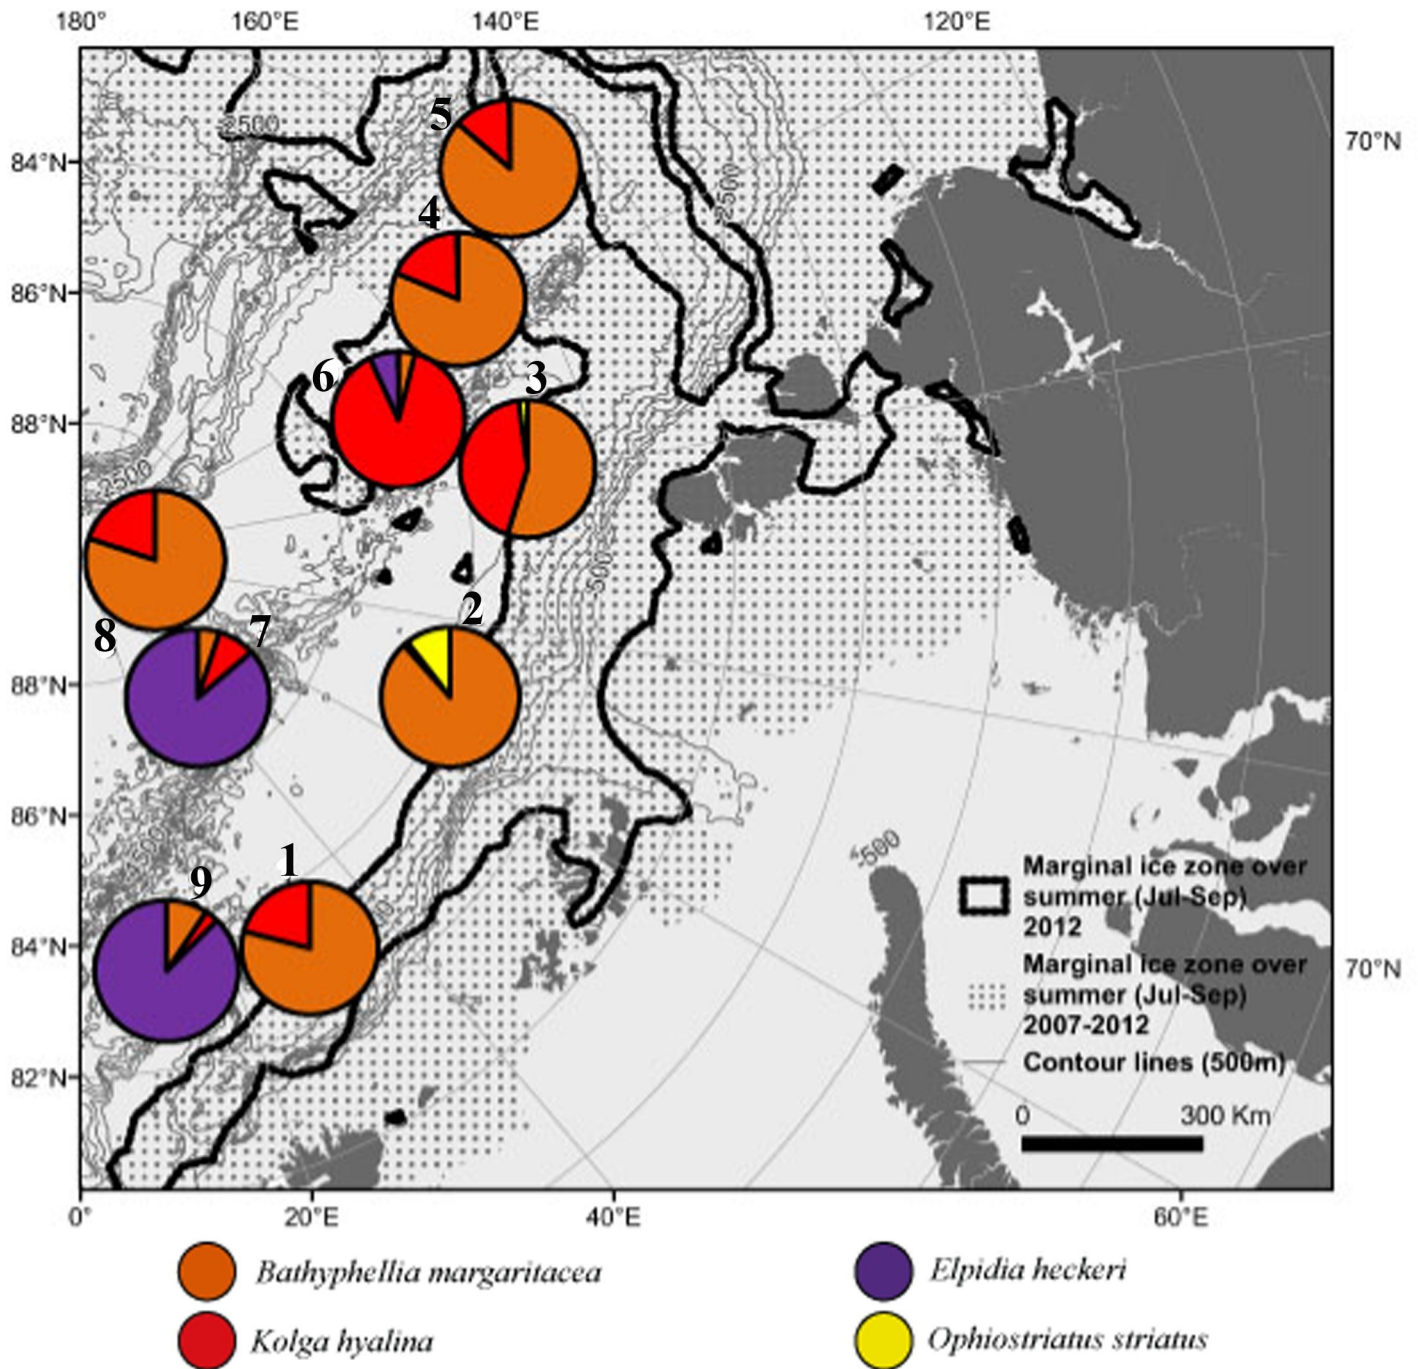 180° 160°E 140°E 120°E
5
70°N
2500
84°N
2500
4
86°N
6
3
88°N
2500
500
2
8
7
88°N
86°N
-500
1
9
Marginal ice zone over
summer (Jul-Sep)
2012
84°N
Marginal ice zone over
summer (Jul-Sep)
2007-2012
70°N
Contour lines (500m)
82°N
0 300 Km
0° 20°E 40°E 60°E
Bathyphellia margaritacea
Elpidia heckeri
Kolga hyalina
Ophiostriatus striatus